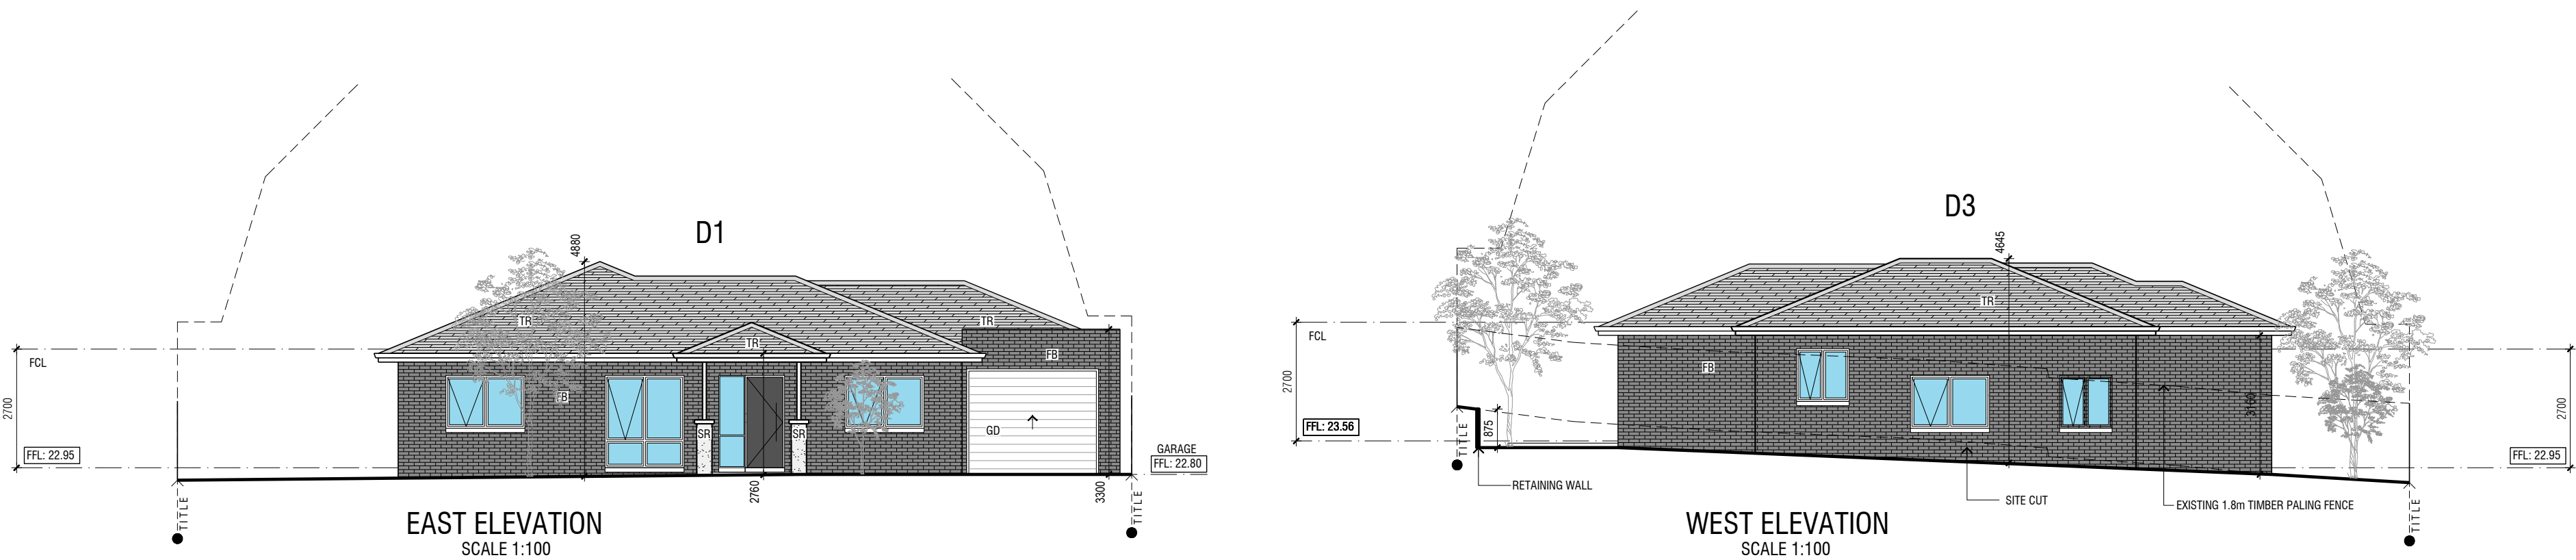 D1
4880
TR
TR
TR
FB
FB
FCL
2700
FFL: 22.95
SR
SR
GD
GARAGE
FFL: 22.80
2760
3300
TITLE
TITLE
EAST ELEVATION
SCALE 1:100
D3
4645
TR
FB
FCL
2700
FFL: 23.56
TITLE
875
RETAINING WALL
SITE CUT
EXISTING 1.8m TIMBER PALING FENCE
2700
FFL: 22.95
TITLE
WEST ELEVATION
SCALE 1:100